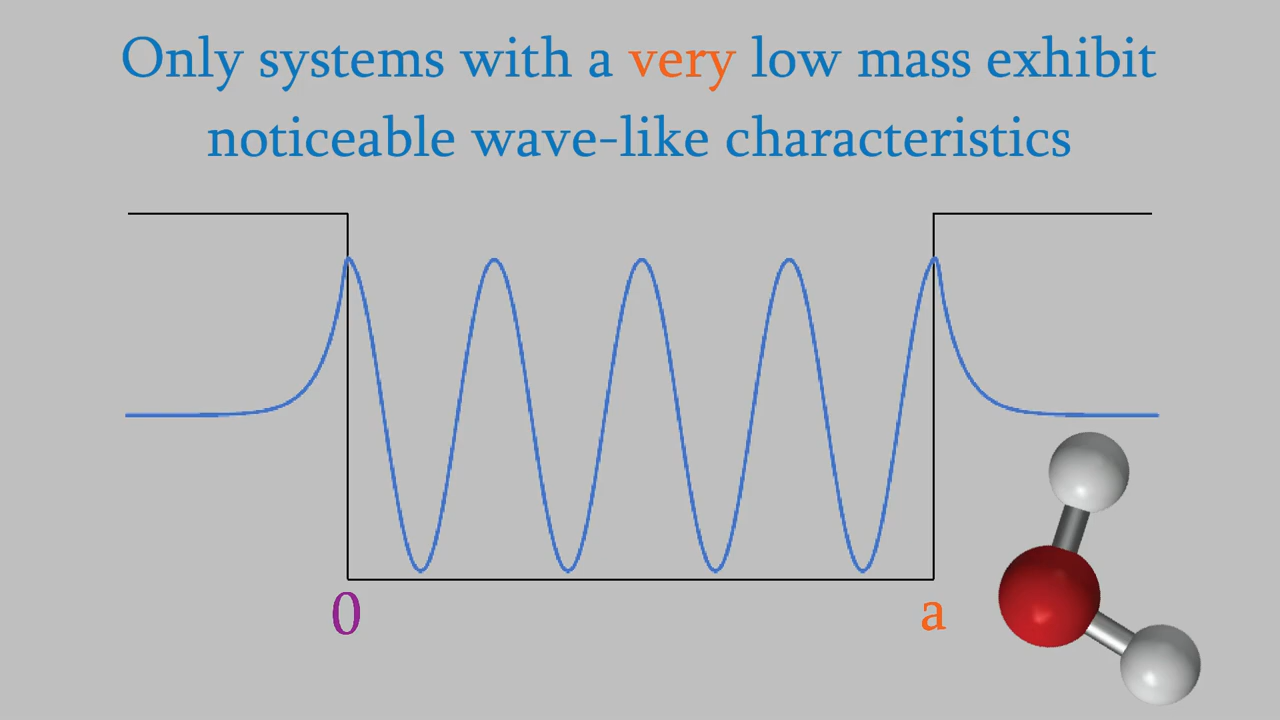 Only systems with a very low mass exhibit
noticeable wave-like characteristics
0
a